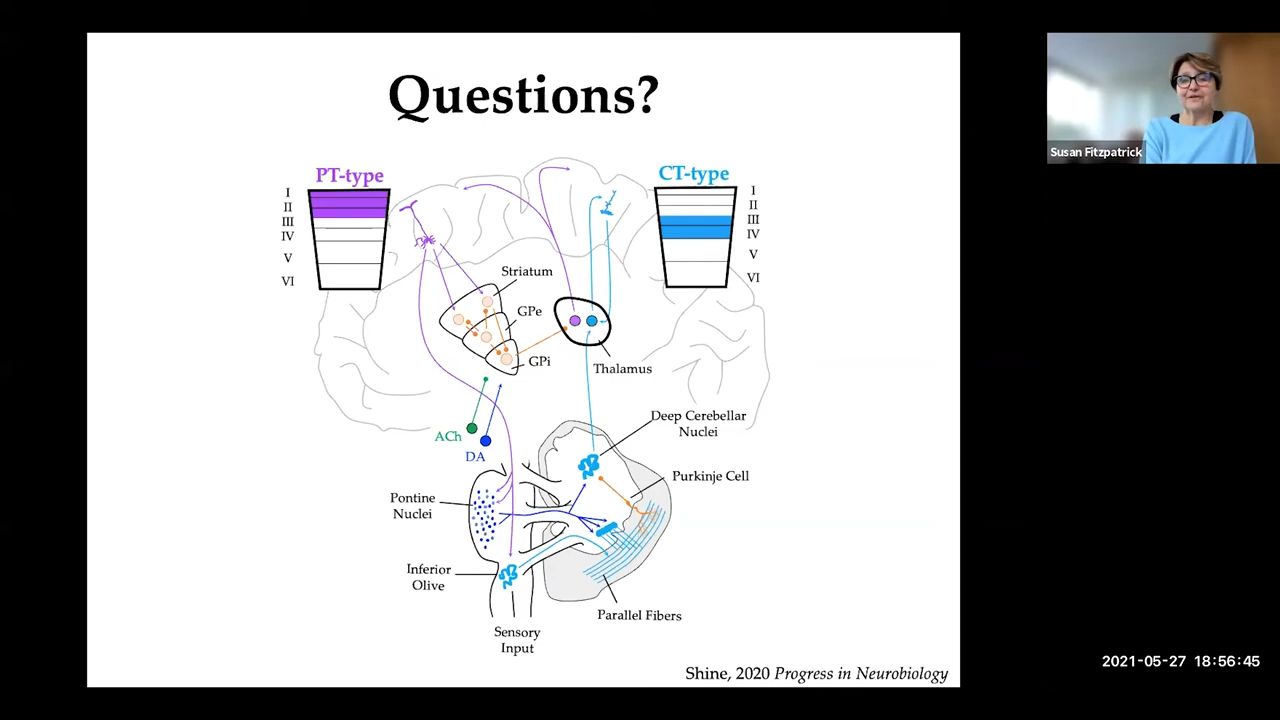 Questions?
PT-type
I
II
III
IV
V
VI
CT-type
I
II
III
IV
V
VI
Striatum
GPe
GPi
Thalamus
ACh
DA
Deep Cerebellar
Nuclei
Purkinje Cell
Pontine
Nuclei
Inferior
Olive
Parallel Fibers
Sensory
Input
Shine, 2020 Progress in Neurobiology
Susan Fitzpatrick
2021-05-27 18:56:45